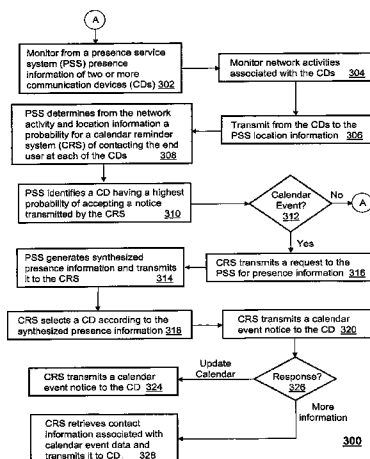 A
Monitor from a presence service
system (PSS) presence
information of two or more
communication devices (CDs) 302
Monitor network activities
associated with the CDs 304
Transmit from the CDs to the
PSS location information 306
PSS determines from the network
activity and location information a
probability for a calendar reminder
system (CRS) of contacting the end
user at each of the CDs 308
PSS identifies a CD having a highest
probability of accepting a notice
transmitted by the CRS 310
Calendar
Event?
312
No
A
Yes
CRS transmits a request to the
PSS for presence information 316
PSS generates synthesized
presence information and transmits
it to the CRS 314
CRS selects a CD according to the
synthesized presence information 318
CRS transmits a calendar
event notice to the CD 320
Response?
326
Update
Calendar
CRS transmits a calendar
event notice to the CD 324
More
information
CRS retrieves contact
information associated with
calendar event data and
transmits it to CD 328
300